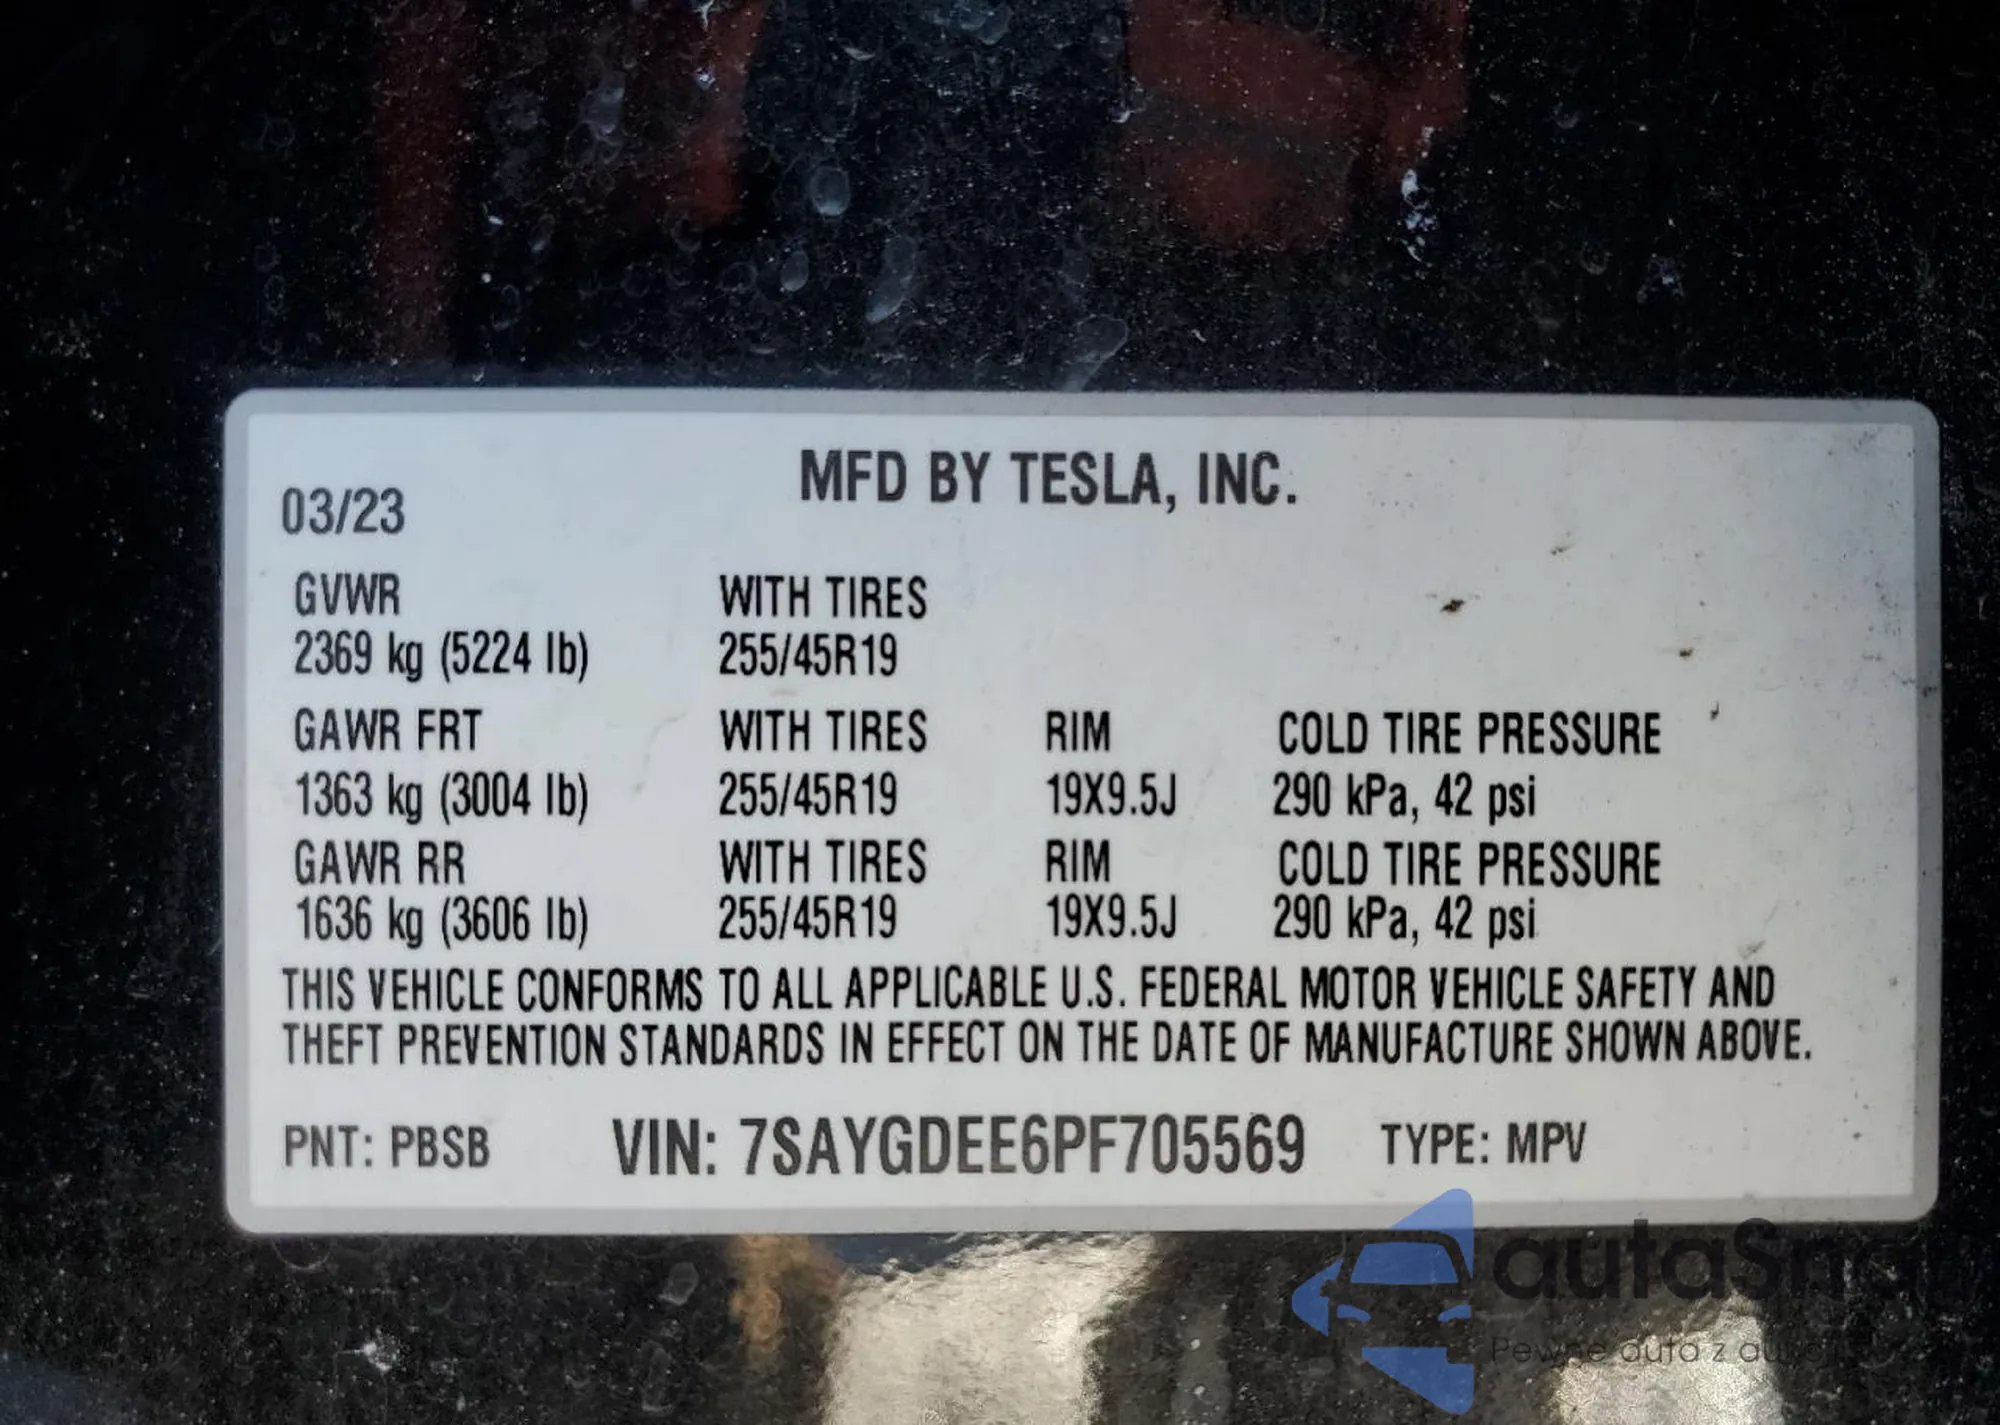 MFD BY TESLA, INC.
03/23
GVWR WITH TIRES
2369 kg (5224 lb) 255/45R19
GAWR FRT WITH TIRES RIM COLD TIRE PRESSURE
1363 kg (3004 lb) 255/45R19 19X9.5J 290 kPa, 42 psi
GAWR RR WITH TIRES RIM COLD TIRE PRESSURE
1636 kg (3606 lb) 255/45R19 19X9.5J 290 kPa, 42 psi
THIS VEHICLE CONFORMS TO ALL APPLICABLE U.S. FEDERAL MOTOR VEHICLE SAFETY AND
THEFT PREVENTION STANDARDS IN EFFECT ON THE DATE OF MANUFACTURE SHOWN ABOVE.
PNT: PBSB VIN: 7SAYGDEE6PF705569 TYPE: MPV
Pewne auta z